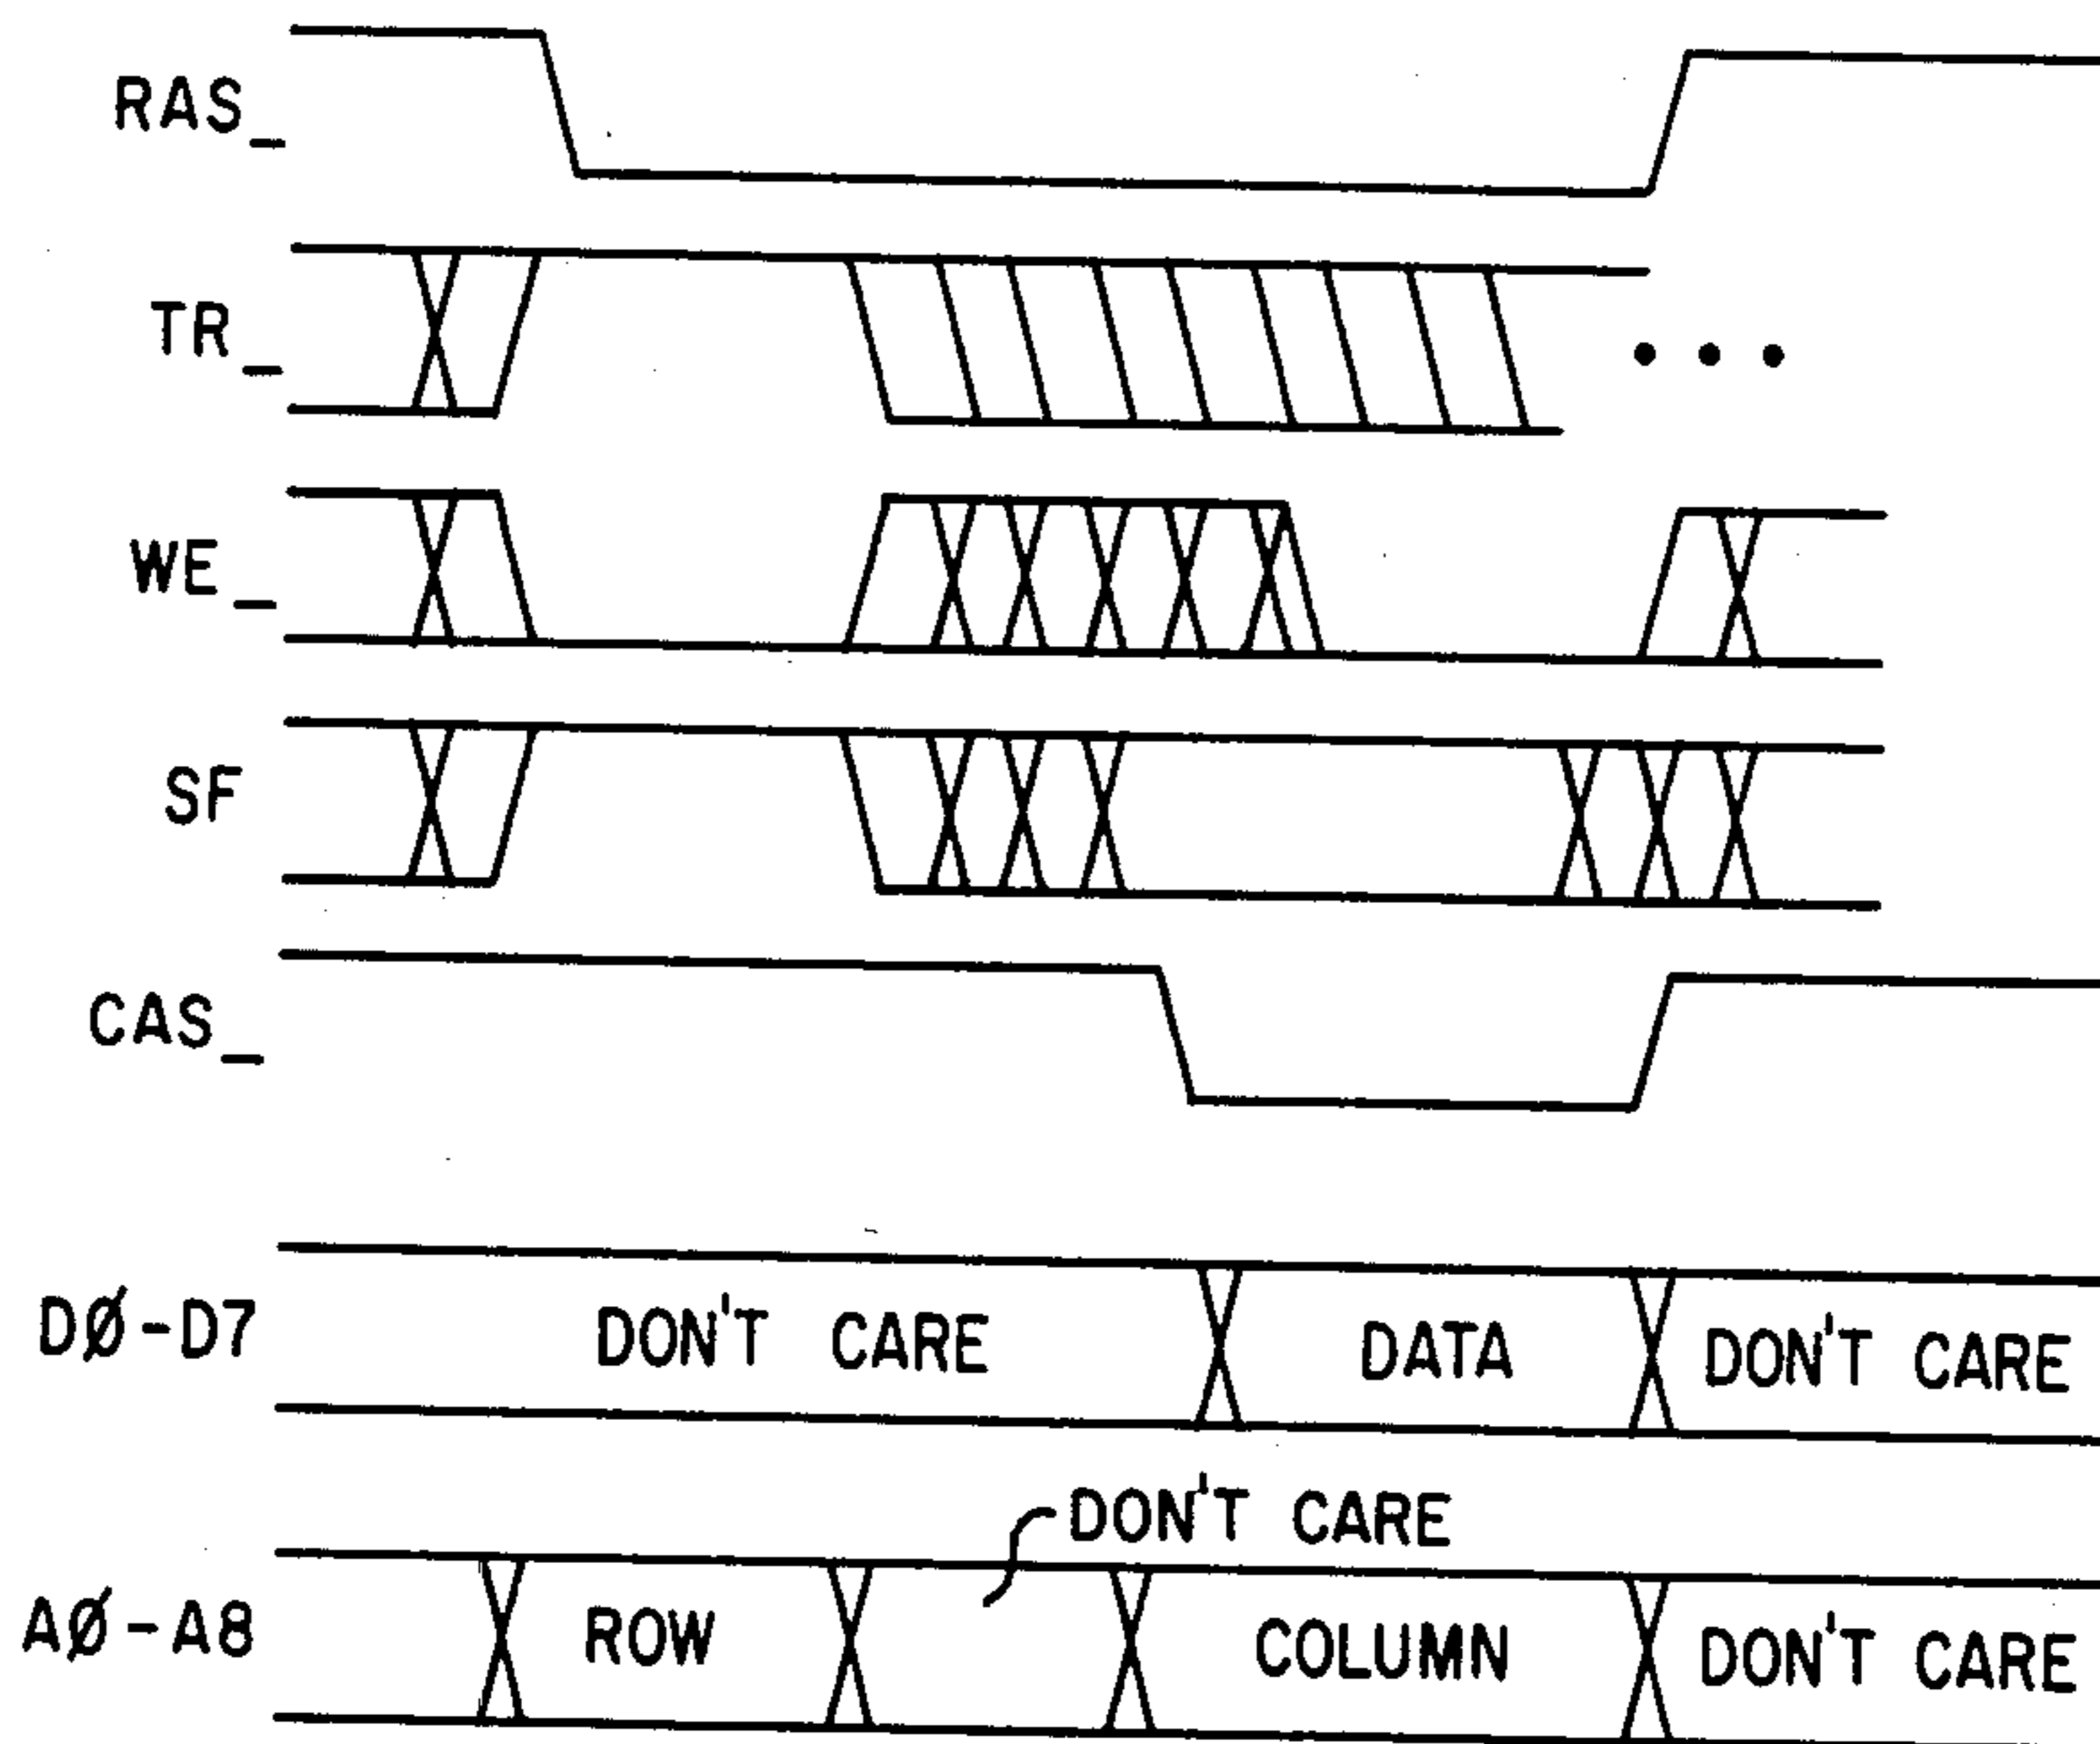 RAS_
TR_
• • •
WE_
SF
CAS_
DØ-D7
DON'T CARE
DATA
DON'T CARE
DON'T CARE
AØ-A8
ROW
COLUMN
DON'T CARE